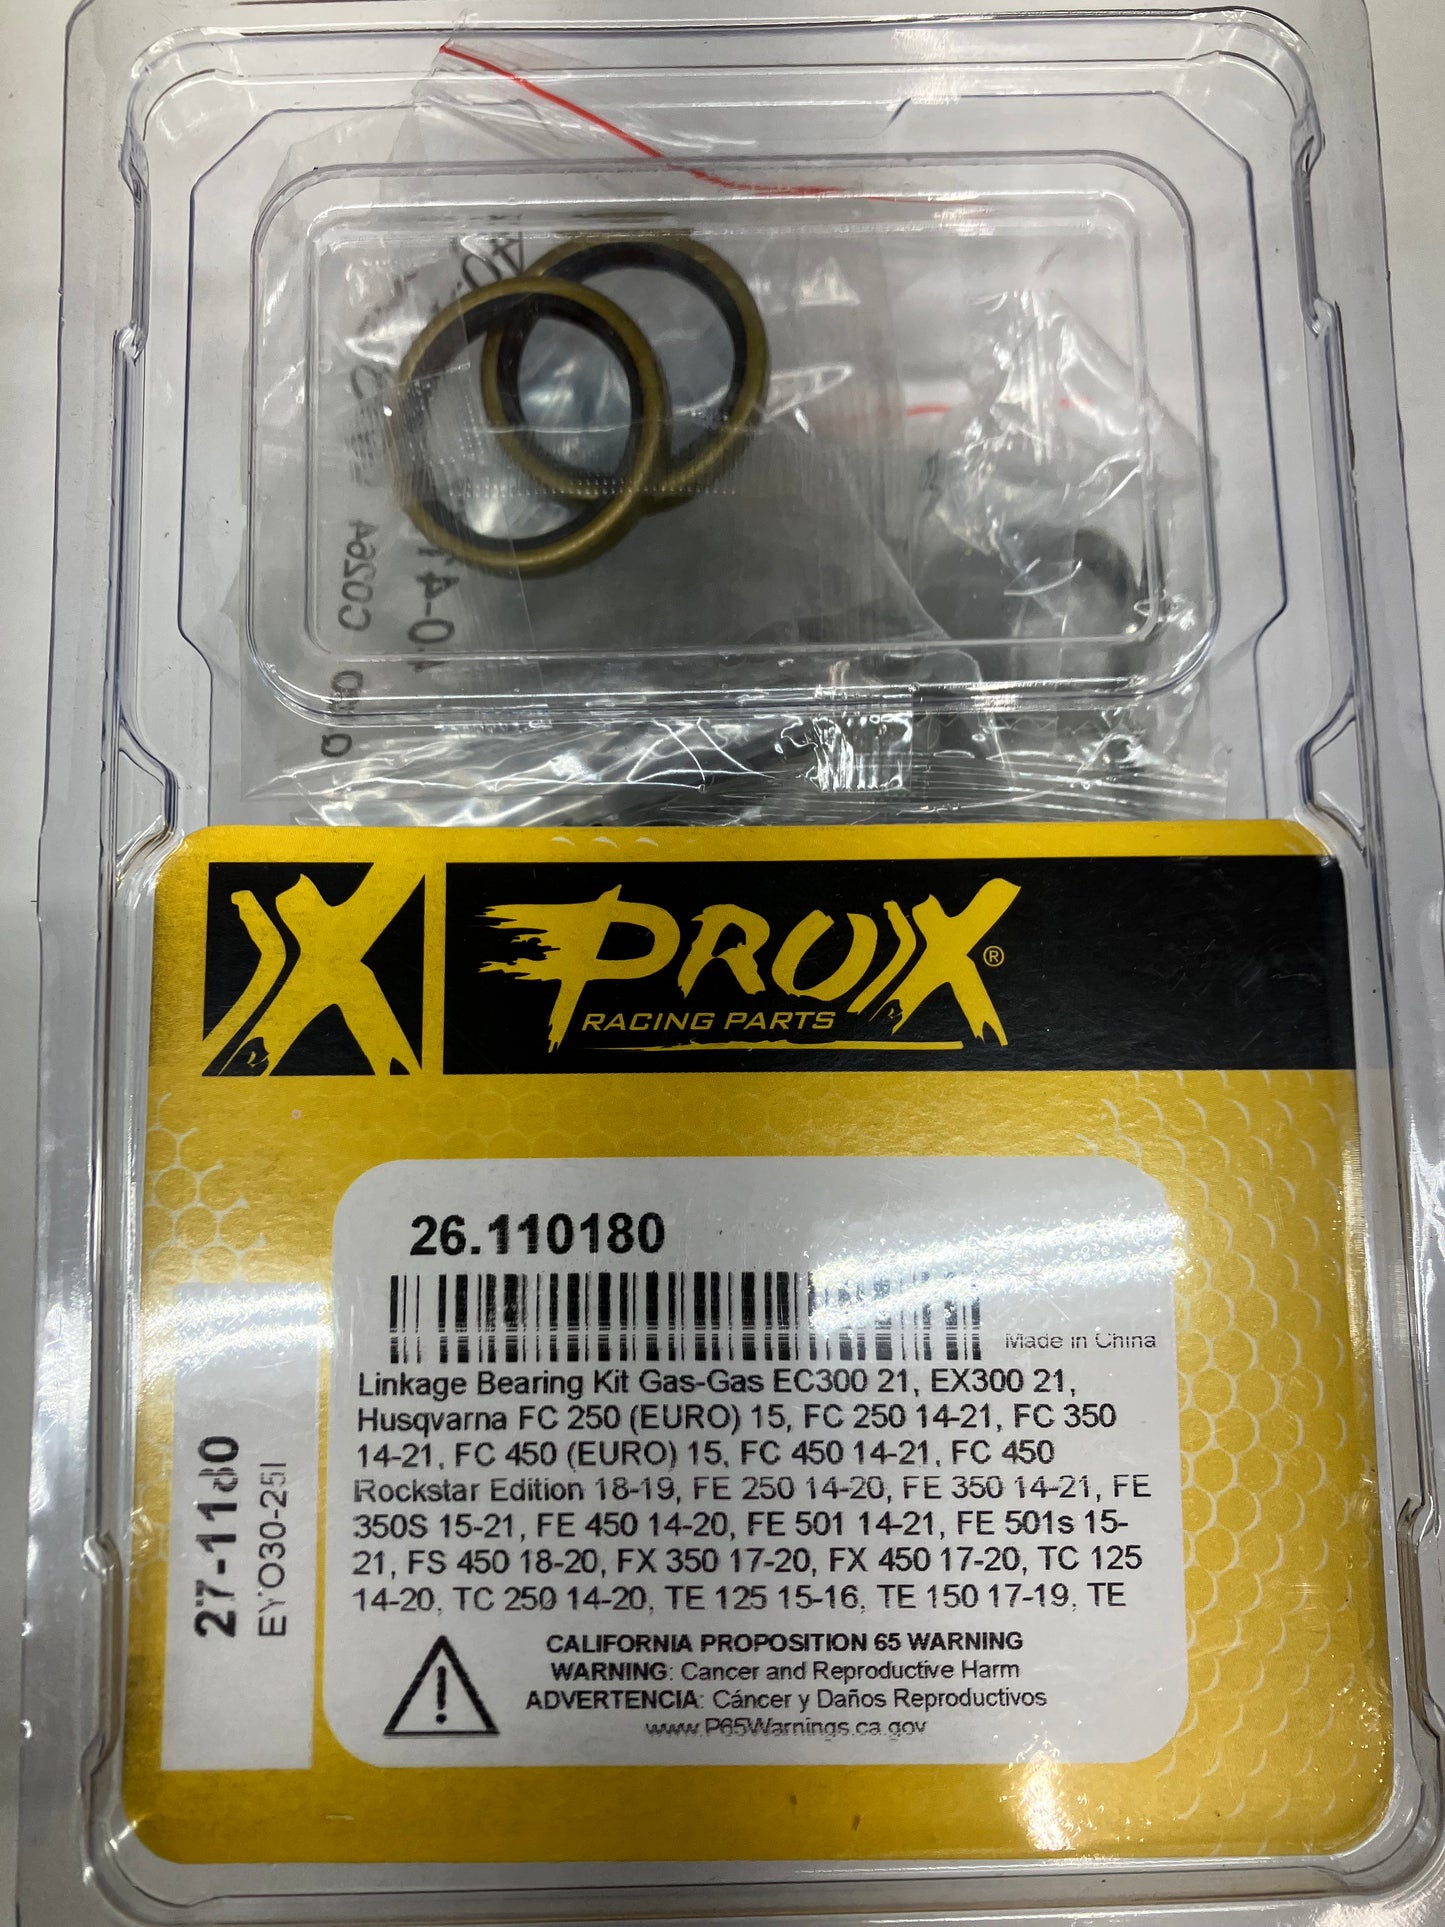 C0264
PROX®
RACING PARTS
26.110180
Made in China
Linkage Bearing Kit Gas-Gas EC300 21, EX300 21,
Husqvarna FC 250 (EURO) 15, FC 250 14-21, FC 350
14-21, FC 450 (EURO) 15, FC 450 14-21, FC 450
Rockstar Edition 18-19, FE 250 14-20, FE 350 14-21, FE
350S 15-21, FE 450 14-20, FE 501 14-21, FE 501s 15-
21, FS 450 18-20, FX 350 17-20, FX 450 17-20, TC 125
14-20, TC 250 14-20, TE 125 15-16, TE 150 17-19, TE
CALIFORNIA PROPOSITION 65 WARNING
WARNING: Cancer and Reproductive Harm
ADVERTENCIA: Cáncer y Daños Reproductivos
www.P65Warnings.ca.gov
27-1180